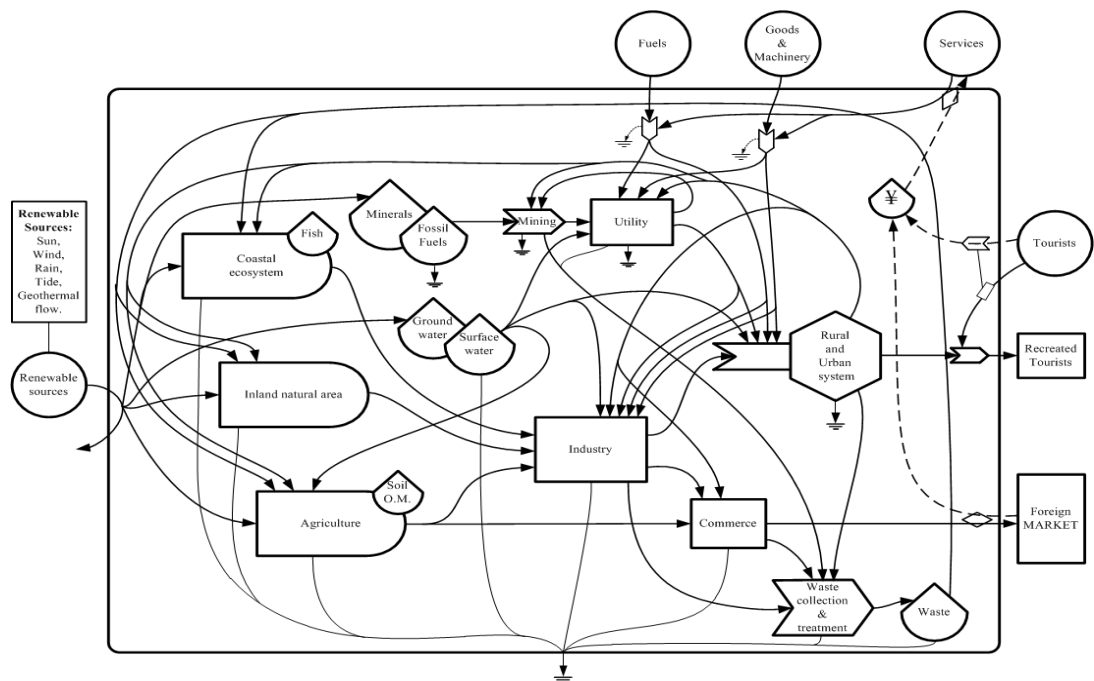 Fuels
Goods
&
Machinery
Services
Renewable
Sources:
Sun,
Wind,
Rain,
Tide,
Geothermal
flow.
Minerals
Fossil
Fuels
Mining
Utility
¥
Fish
Coastal
ecosystem
Tourists
Ground
water
Surface
water
Rural
and
Urban
system
Recreated
Tourists
Renewable
sources
Inland natural area
Industry
Soil
O.M.
Agriculture
Commerce
Foreign
MARKET
Waste
collection
&
treatment
Waste